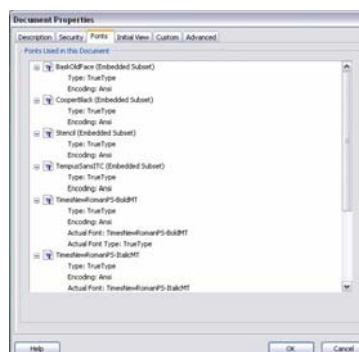 Document Properties
Description Security Fonts Initial View Custom Advanced
Fonts Used in this Document
BaskOldFace (Embedded Subset)
Type: TrueType
Encoding: Ansi
CooperBlack (Embedded Subset)
Type: TrueType
Encoding: Ansi
Stencil (Embedded Subset)
Type: TrueType
Encoding: Ansi
TempusSansITC (Embedded Subset)
Type: TrueType
Encoding: Ansi
TimesNewRomanPS-BoldMT
Type: TrueType
Encoding: Ansi
Actual Font: TimesNewRomanPS-BoldMT
Actual Font Type: TrueType
TimesNewRomanPS-ItalicMT
Type: TrueType
Encoding: Ansi
Actual Font: TimesNewRomanPS-ItalicMT
Help OK Cancel